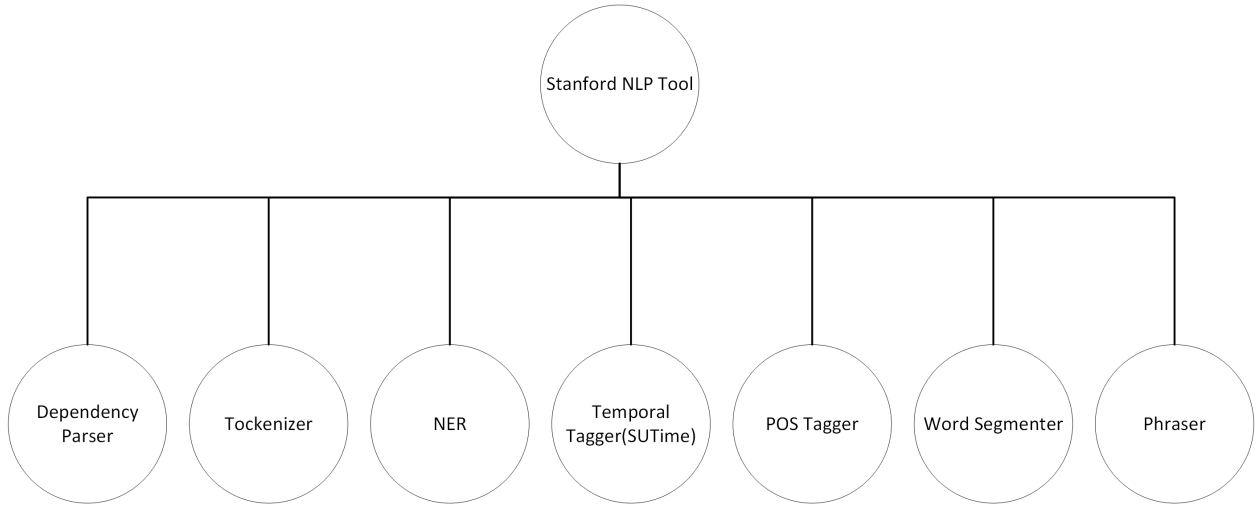 Stanford NLP Tool
Dependency
Parser
Tockenizer
NER
Temporal
Tagger(SUTime)
POS Tagger
Word Segmenter
Phraser